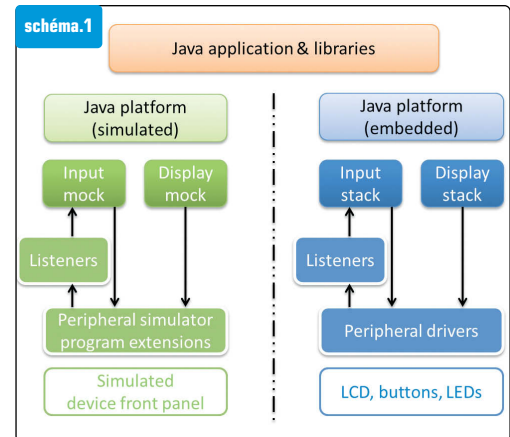 schéma.1
Java application & libraries
Java platform
(simulated)
Input
mock
Display
mock
Listeners
Peripheral simulator
program extensions
Simulated
device front panel
Java platform
(embedded)
Input
stack
Display
stack
Listeners
Peripheral drivers
LCD, buttons, LEDs